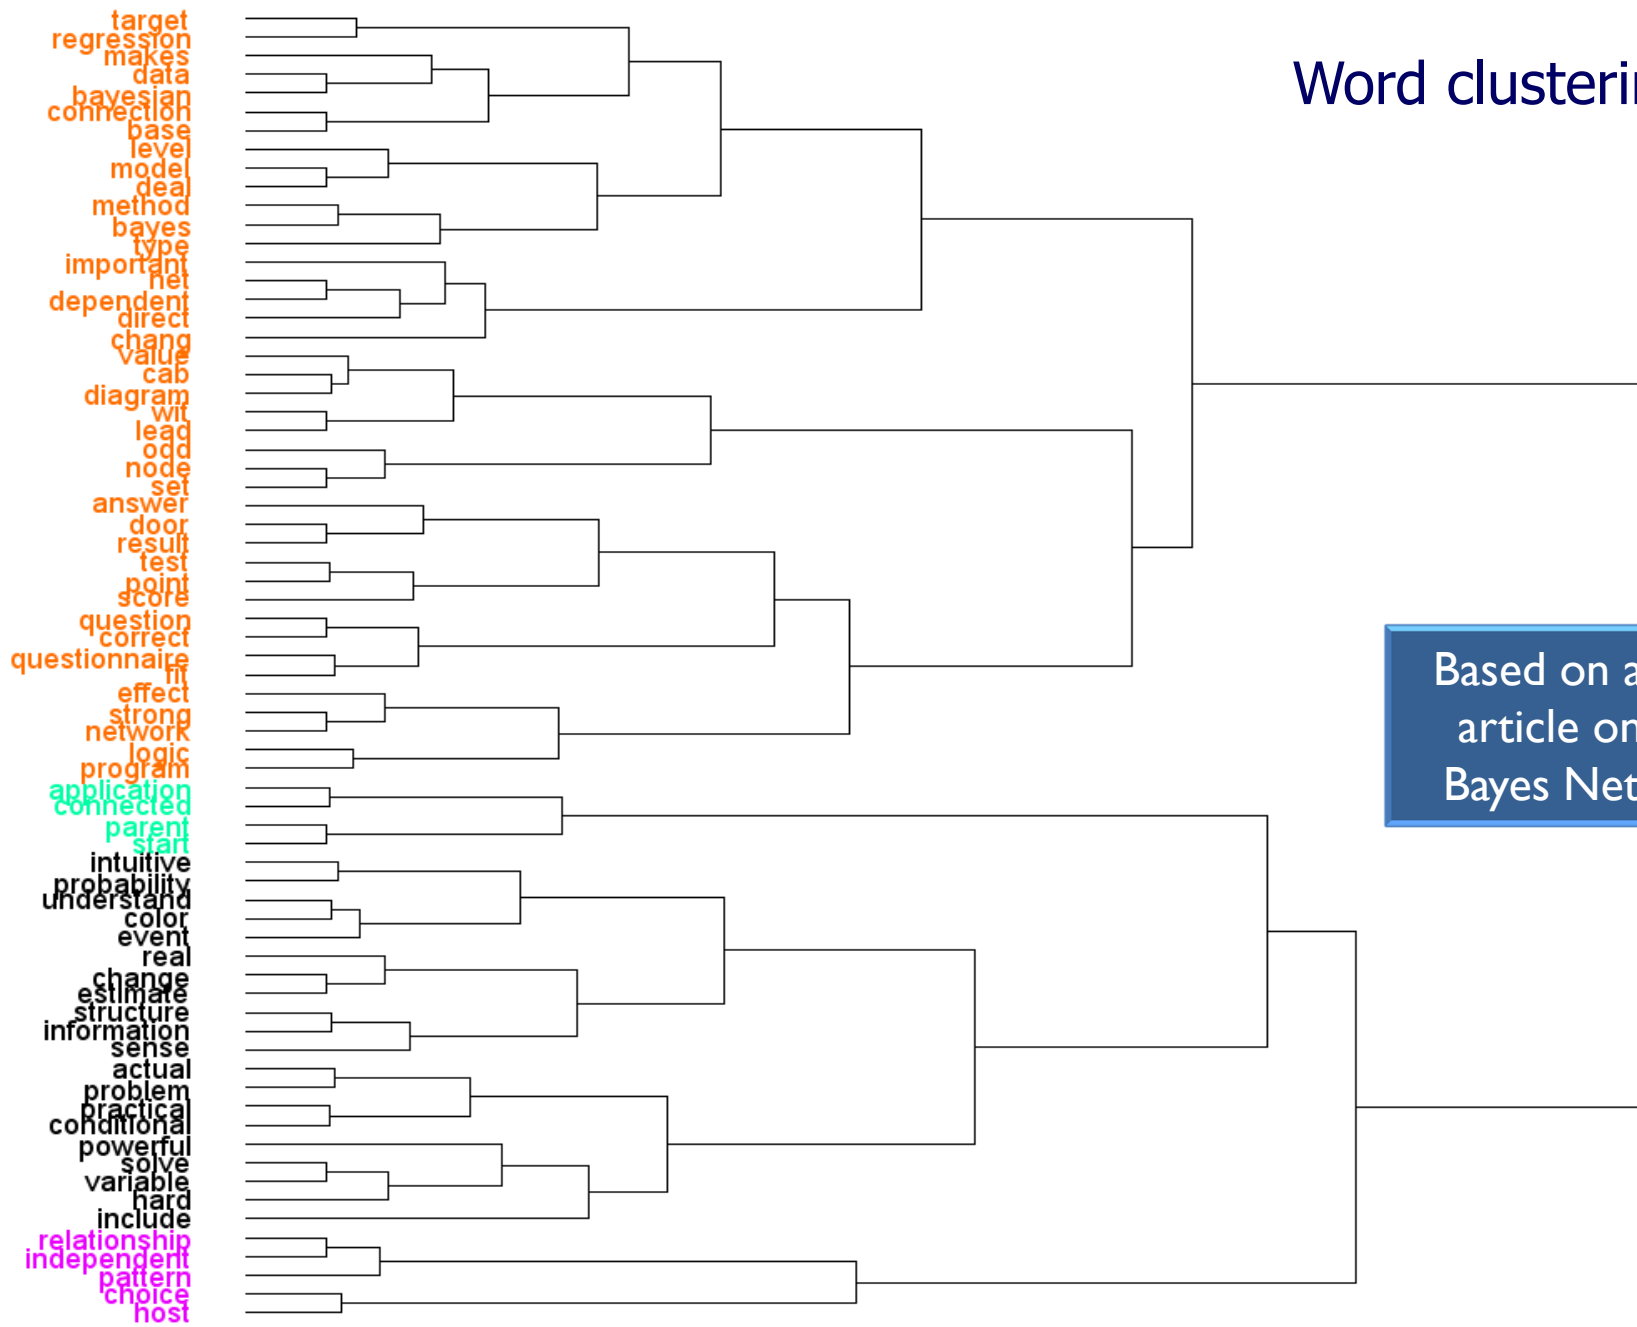 target
regression
makes
data
bayesian
connection
base
level
model
deal
method
bayes
type
important
net
dependent
direct
chang
value
cab
diagram
wit
lead
odd
node
set
answer
door
result
test
point
score
question
correct
questionnaire
fit
effect
strong
network
logic
program
application
connected
parent
start
intuitive
probability
understand
color
event
real
change
estimate
structure
information
sense
actual
problem
practical
conditional
powerful
solve
variable
hard
include
relationship
independent
pattern
choice
host
Word clusterin
Based on a
article on
Bayes Net